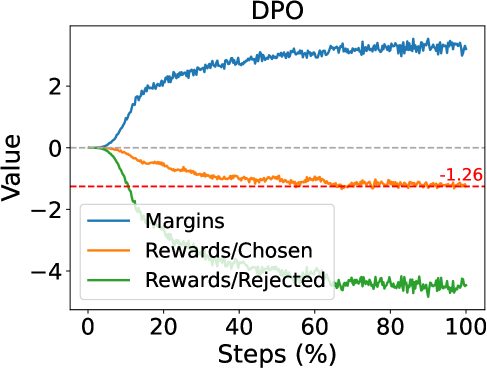 DPO
Value
2
0
−2
−4
-1.26
Margins
Rewards/Chosen
Rewards/Rejected
0 20 40 60 80 100
Steps (%)